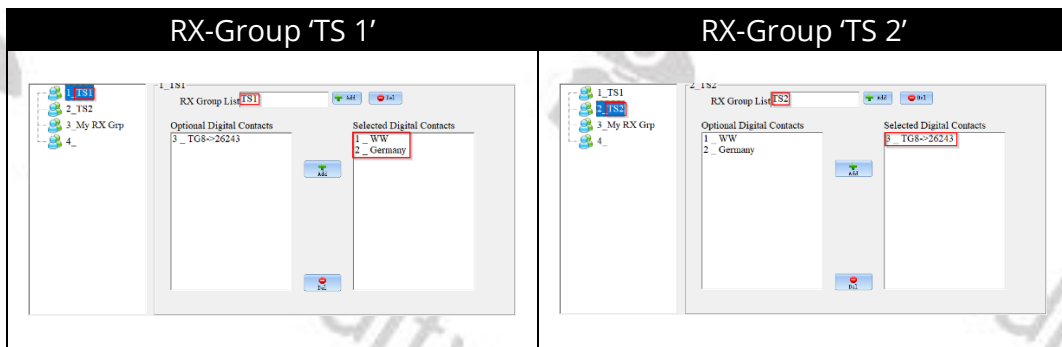 RX-Group ‘TS 1’
1_TS1
2_TS2
3_My RX Grp
4_
1_TS1
RX Group List TS1 Add Del
Optional Digital Contacts
3 _ TG8->26243
Add
Del
Selected Digital Contacts
1 _ WW
2 _ Germany
RX-Group ‘TS 2’
1_TS1
2_TS2
3_My RX Grp
4_
2_TS2
RX Group List TS2 Add Del
Optional Digital Contacts
1 _ WW
2 _ Germany
Add
Del
Selected Digital Contacts
3 _ TG8->26243